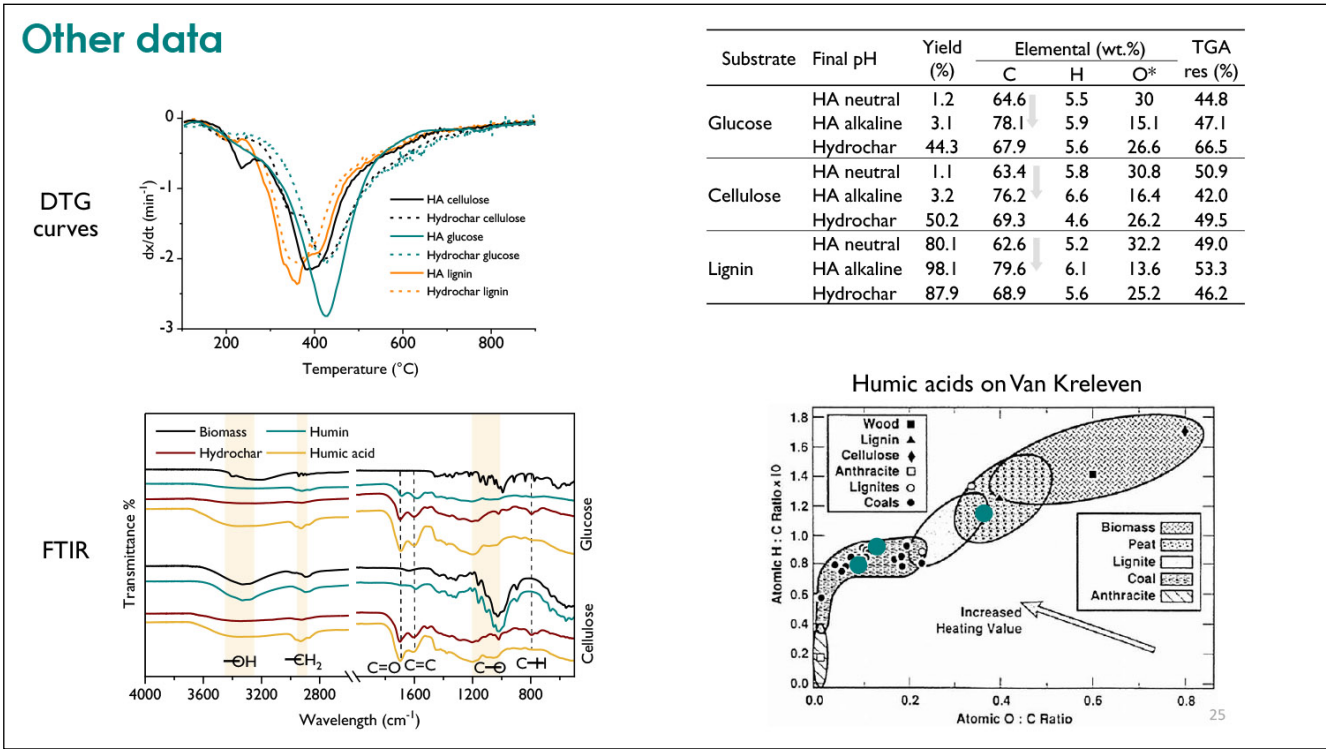 Other data
DTG
curves
0
-1
-2
-3
dx/dt (min-1)
HA cellulose
Hydrochar cellulose
HA glucose
Hydrochar glucose
HA lignin
Hydrochar lignin
200 400 600 800
Temperature (°C)
Substrate Final pH Yield (%) Elemental (wt.%) TGA res (%)
C H O*
Glucose HA neutral 1.2 64.6 5.5 30 44.8
HA alkaline 3.1 78.1 5.9 15.1 47.1
Hydrochar 44.3 67.9 5.6 26.6 66.5
Cellulose HA neutral 1.1 63.4 5.8 30.8 50.9
HA alkaline 3.2 76.2 6.6 16.4 42.0
Hydrochar 50.2 69.3 4.6 26.2 49.5
Lignin HA neutral 80.1 62.6 5.2 32.2 49.0
HA alkaline 98.1 79.6 6.1 13.6 53.3
Hydrochar 87.9 68.9 5.6 25.2 46.2
FTIR
Transmittance %
Biomass Humin
Hydrochar Humic acid
Glucose
Cellulose
OH CH2 C=O C=C C-O C-H
4000 3600 3200 2800 1600 1200 800
Wavelength (cm-1)
Humic acids on Van Kreleven
Atomic H : C Ratio x 10
1.8
1.6
1.4
1.2
1.0
0.8
0.6
0.4
0.2
0.0
Wood
Lignin
Cellulose
Anthracite
Lignites
Coals
Biomass
Peat
Lignite
Coal
Anthracite
Increased
Heating Value
0.0 0.2 0.4 0.6 0.8
Atomic O : C Ratio
25